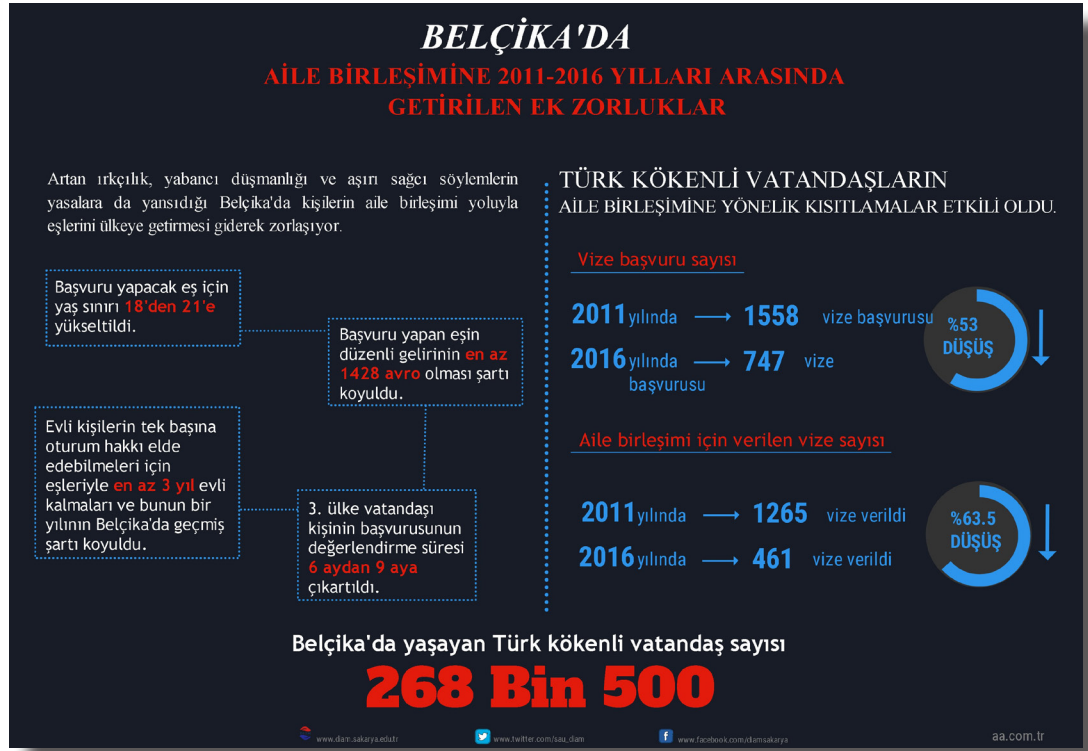 BELÇİKA'DA
AİLE BİRLEŞİMİNE 2011-2016 YILLARI ARASINDA
GETİRİLEN EK ZORLUKLAR
Artan ırkçılık, yabancı düşmanlığı ve aşırı sağcı söylemlerin
yasalara da yansıdığı Belçika'da kişilerin aile birleşimi yoluyla
eşlerini ülkeye getirmesi giderek zorlaşıyor.
Başvuru yapacak eş için
yaş sınırı 18'den 21'e
yükseltildi.
Başvuru yapan eşin
düzenli gelirinin en az
1428 avro olması şartı
koyuldu.
Evli kişilerin tek başına
oturum hakkı elde
edebilmeleri için
eşleriyle en az 3 yıl evli
kalmaları ve bunun bir
yılının Belçika'da geçmiş
şartı koyuldu.
3. ülke vatandaşı
kişinin başvurusunun
değerlendirme süresi
6 aydan 9 aya
çıkartıldı.
TÜRK KÖKENLİ VATANDAŞLARIN
AİLE BİRLEŞİMİNE YÖNELİK KISITLAMALAR ETKİLİ OLDU.
Vize başvuru sayısı
2011 yılında 1558 vize başvurusu
2016 yılında 747 vize
başvurusu
%53
DÜŞÜŞ
Aile birleşimi için verilen vize sayısı
2011 yılında 1265 vize verildi
2016 yılında 461 vize verildi
%63.5
DÜŞÜŞ
Belçika'da yaşayan Türk kökenli vatandaş sayısı
268 Bin 500
www.diam.sakarya.edu.tr www.twitter.com/sau_diam www.facebook.com/diamsakarya aa.com.tr